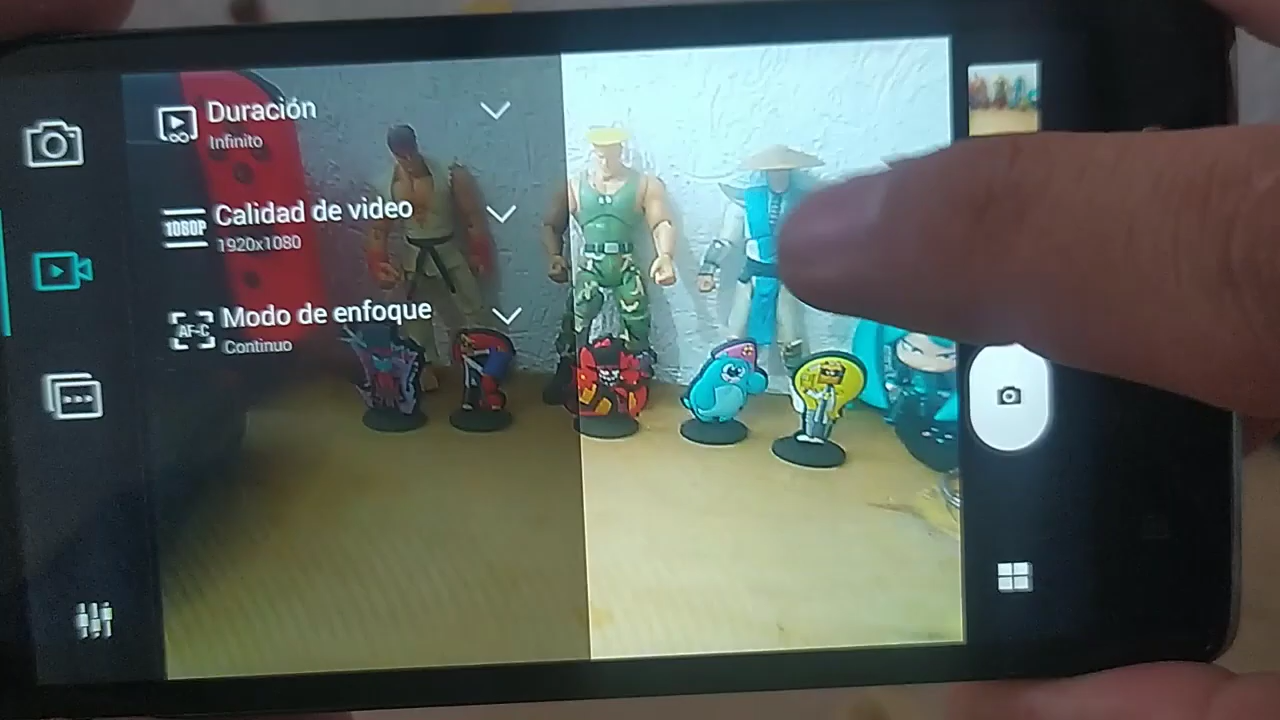 Duración
Infinito
1080P
Calidad de video
1920x1080
AF-C
Modo de enfoque
Continuo